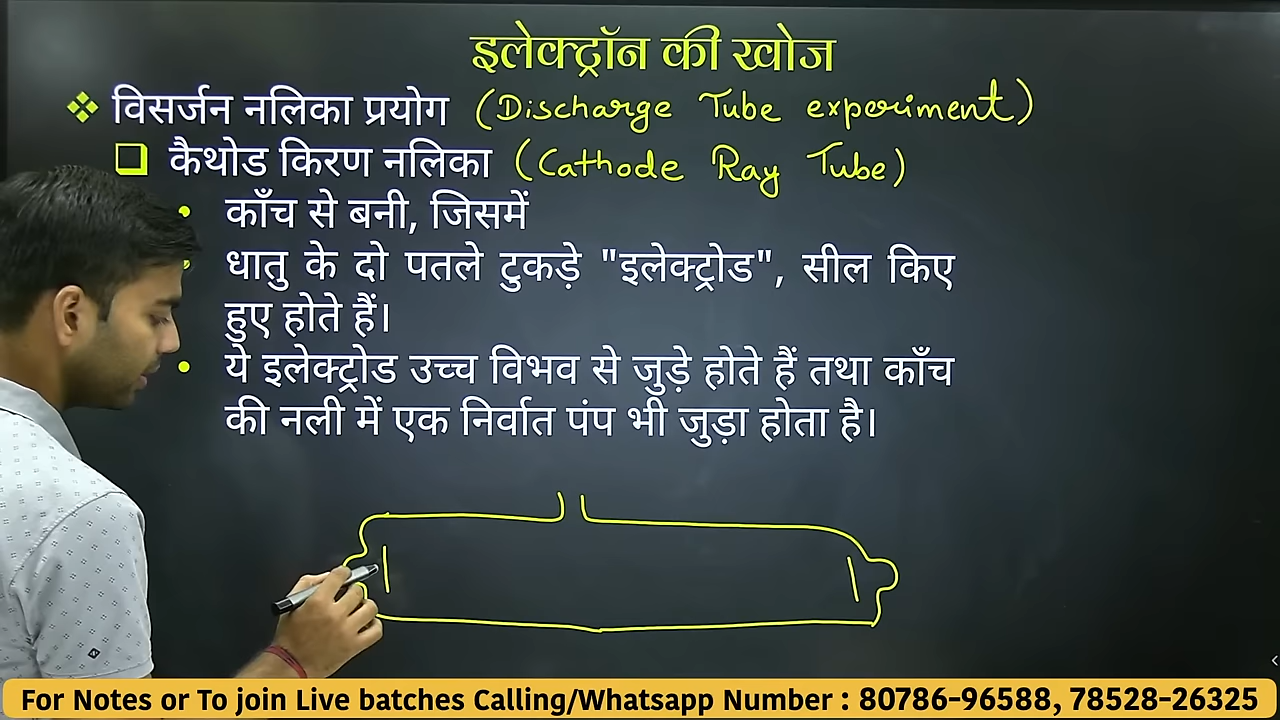 इलेक्ट्रॉन की खोज
❖ विसर्जन नलिका प्रयोग (Discharge Tube experiment)
❑ कैथोड किरण नलिका (Cathode Ray Tube)
• काँच से बनी, जिसमें
• धातु के दो पतले टुकड़े "इलेक्ट्रोड", सील किए
हुए होते हैं।
• ये इलेक्ट्रोड उच्च विभव से जुड़े होते हैं तथा काँच
की नली में एक निर्वात पंप भी जुड़ा होता है।
For Notes or To join Live batches Calling/Whatsapp Number : 80786-96588, 78528-26325